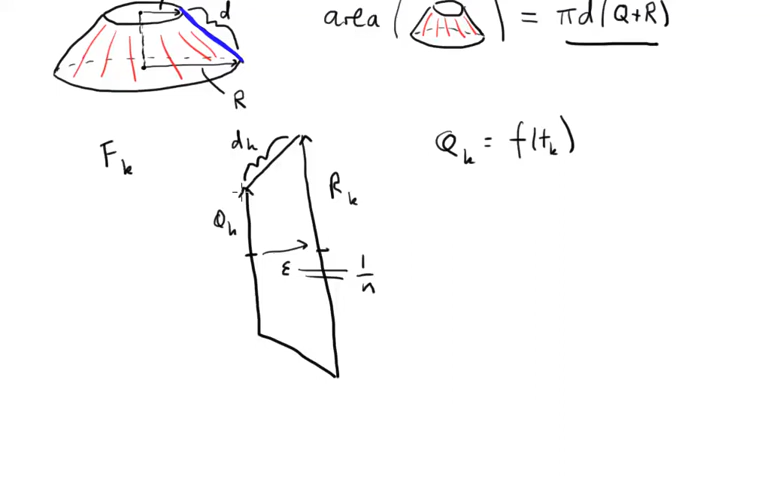 d
area ( ) = πd(Q+R)
R
F_k
d_k
Q_k = f(t_k)
R_k
Q_k
ε = 1/n